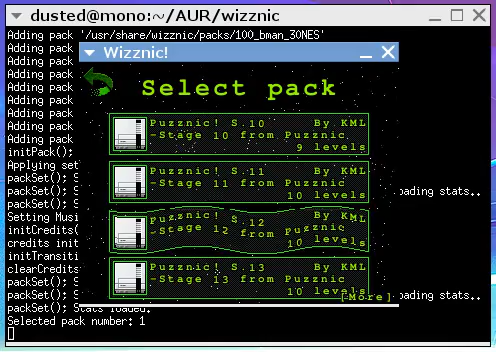 dusted@mono:~/AUR/wizznic
Adding pack '/usr/share/wizznic/packs/100_bman_30NES'
Adding pack
Adding pack
Adding pack
Adding pack
Adding pack
Adding pack
Adding pack
Adding pack
initPack();
Applying set
packSet(); S
packSet(); S oading stats..
packSet(); S
Setting Musi
initCredits(
credits init
initTransiti
clearCredits
packSet(); S
packSet(); S oading stats..
packSet(); Stats loaded.
Selected pack number: 1
Wizznic!
Select pack
Puzznic! S.10 By KML
-Stage 10 from Puzznic
9 levels
Puzznic! S.11 By KML
-Stage 11 from Puzznic
10 levels
Puzznic! S.12 By KML
-Stage 12 from Puzznic
10 levels
Puzznic! S.13 By KML
-Stage 13 from Puzznic
10 levels
[-More-]